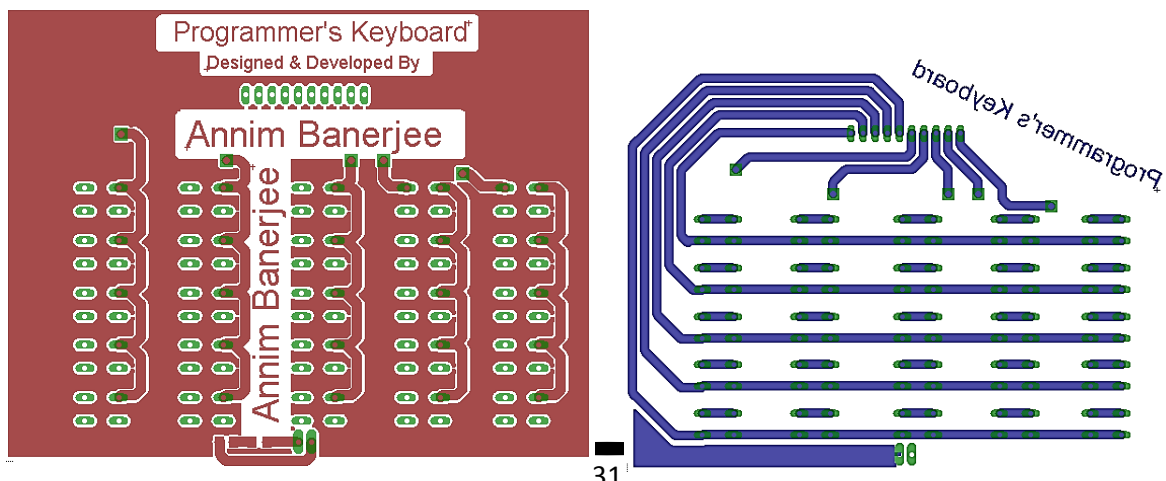 Programmer's Keyboard
Designed & Developed By
Annim Banerjee
Annim Banerjee
Programmer's Keyboard
31